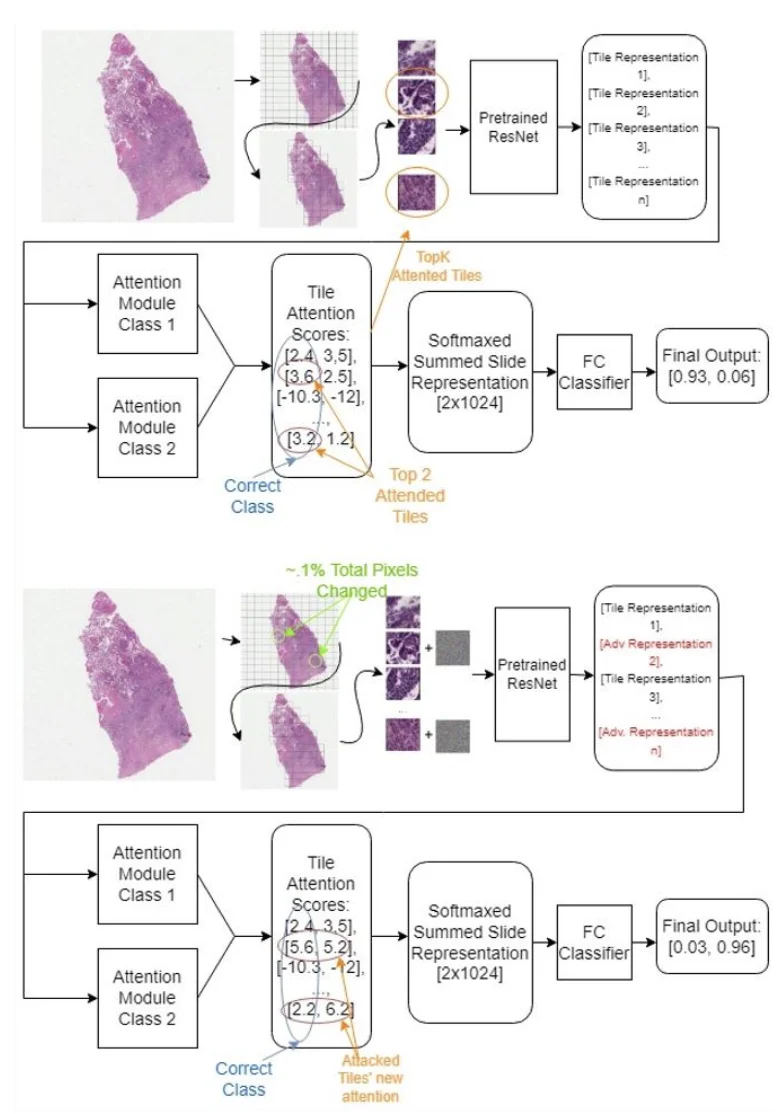 Pretrained
ResNet
[Tile Representation
1],
[Tile Representation
2],
[Tile Representation
3],
...
[Tile Representation
n]
TopK
Attented Tiles
Attention
Module
Class 1
Attention
Module
Class 2
Tile
Attention
Scores:
[2.4, 3,5],
[3.6, 2.5],
[-10.3, -12],
...,
[3.2, 1.2]
Correct
Class
Top 2
Attended
Tiles
Softmaxed
Summed Slide
Representation
[2x1024]
FC
Classifier
Final Output:
[0.93, 0.06]
~.1% Total Pixels
Changed
+
...
+
Pretrained
ResNet
[Tile Representation
1],
[Adv Representation
2],
[Tile Representation
3],
...
[Adv. Representation
n]
Attention
Module
Class 1
Attention
Module
Class 2
Tile
Attention
Scores:
[2.4, 3,5],
[5.6, 5.2],
[-10.3, -12],
...,
[2.2, 6.2]
Correct
Class
Attacked
Tiles' new
attention
Softmaxed
Summed Slide
Representation
[2x1024]
FC
Classifier
Final Output:
[0.03, 0.96]